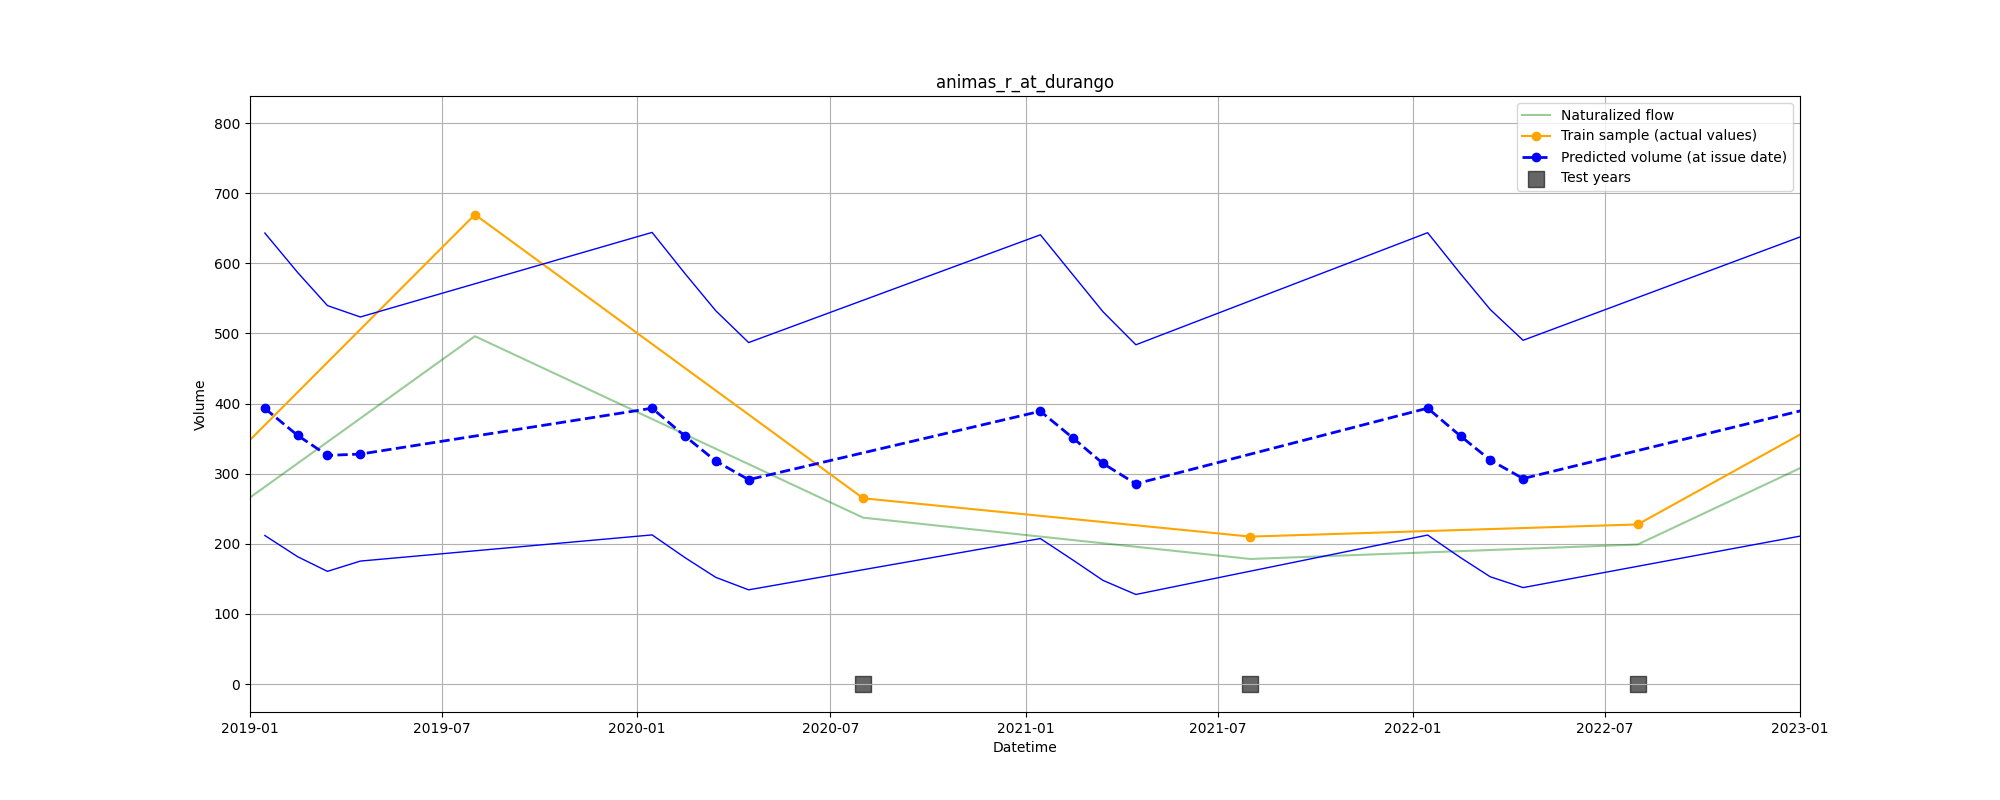 animas_r_at_durango
Naturalized flow
Train sample (actual values)
Predicted volume (at issue date)
Test years
800
700
600
500
400
300
200
100
0
Volume
2019-01
2019-07
2020-01
2020-07
2021-01
2021-07
2022-01
2022-07
2023-01
Datetime